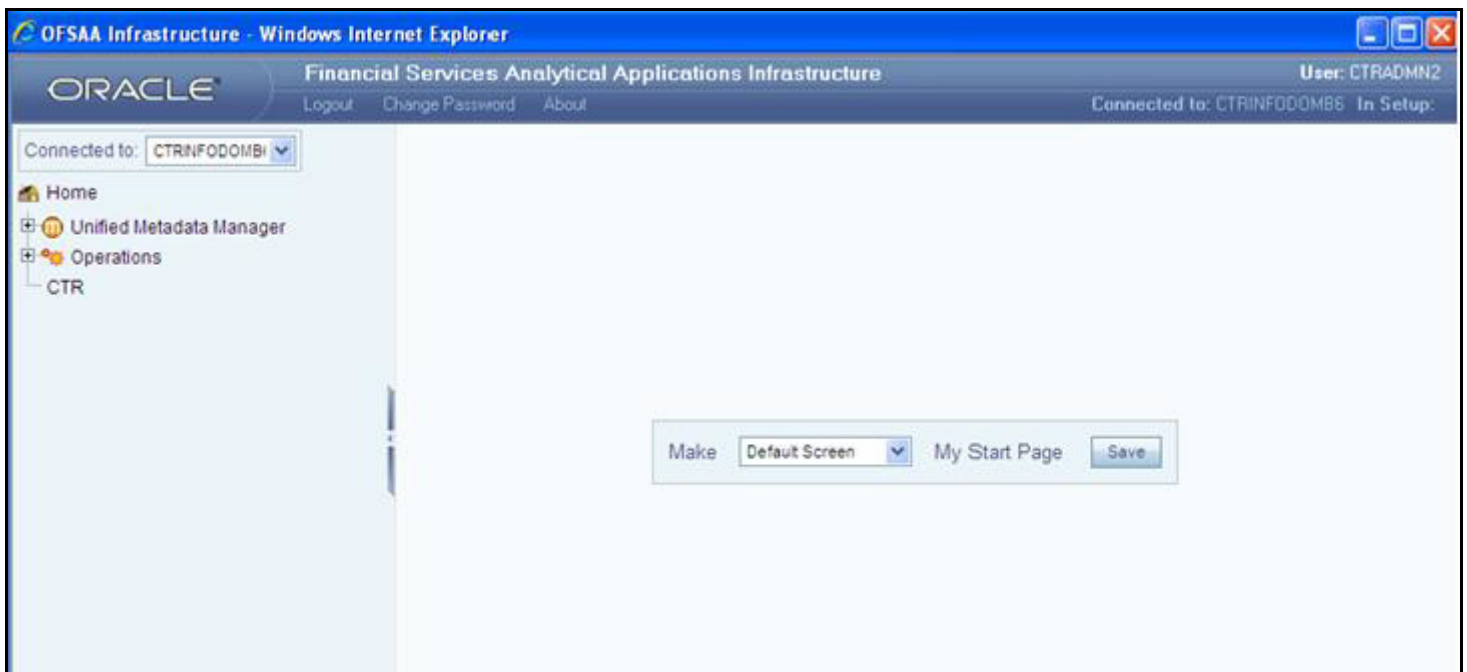 OFSAA Infrastructure - Windows Internet Explorer
ORACLE
Financial Services Analytical Applications Infrastructure
User: CTRADMN2
Logout Change Password About
Connected to: CTRINFODOMB6 In Setup:
Connected to: CTRINFODOMB
Home
Unified Metadata Manager
Operations
CTR
Make Default Screen My Start Page Save